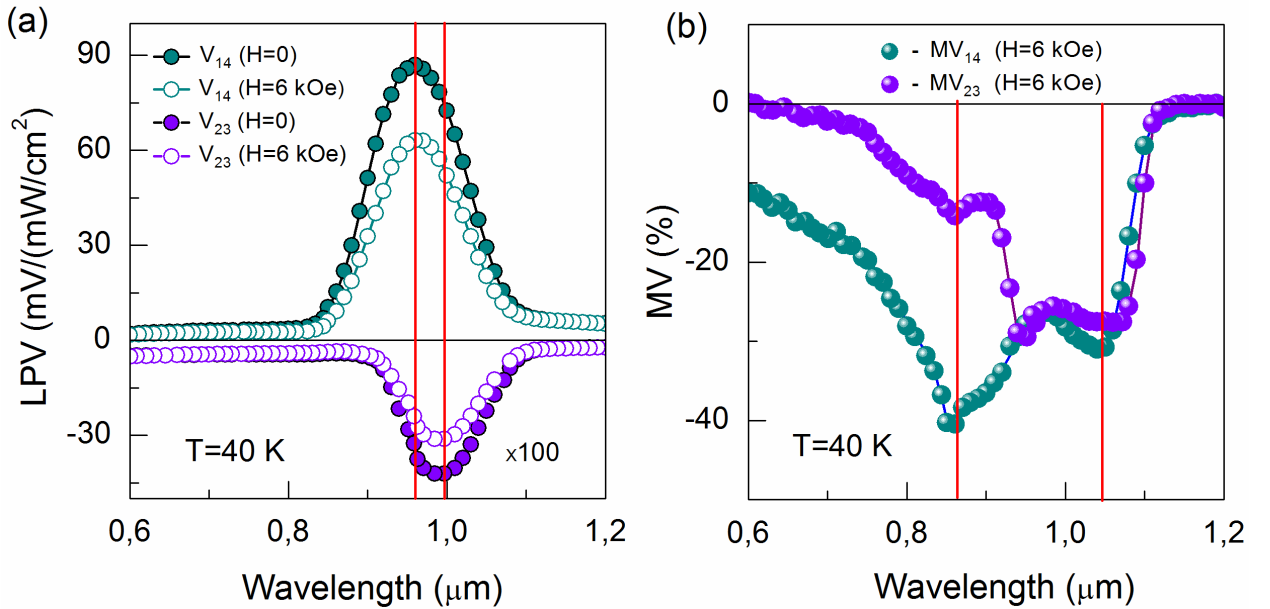 (a)
LPV (mV/(mW/cm²)
90
60
30
0
-30
V₁₄ (H=0)
V₁₄ (H=6 kOe)
V₂₃ (H=0)
V₂₃ (H=6 kOe)
T=40 K
x100
0,6
0,8
1,0
1,2
Wavelength (μm)
(b)
MV (%)
0
-20
-40
- MV₁₄ (H=6 kOe)
- MV₂₃ (H=6 kOe)
T=40 K
0,6
0,8
1,0
1,2
Wavelength (μm)